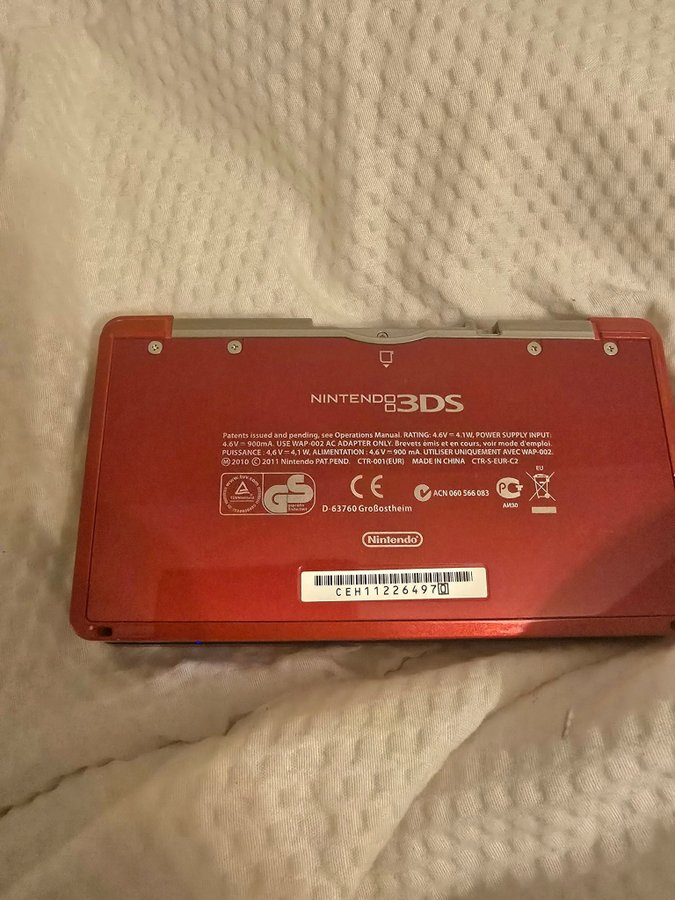 NINTENDO 3DS
Patents issued and pending, see Operations Manual. RATING: 4.6V ⎓ 4.1W, POWER SUPPLY INPUT:
4.6V ⎓ 900mA. USE WAP-002 AC ADAPTER ONLY. Brevets émis et en cours, voir mode d'emploi.
PUISSANCE : 4,6 V ⎓ 4,1 W, ALIMENTATION : 4,6 V ⎓ 900 mA. UTILISER UNIQUEMENT AVEC WAP-002.
Ⓜ 2010 © 2011 Nintendo PAT.PEND. CTR-001(EUR) MADE IN CHINA CTR-S-EUR-C2
GS CE ACN 060 566 083 EU
D-63760 Großostheim АИ30
Nintendo
CEH112264970